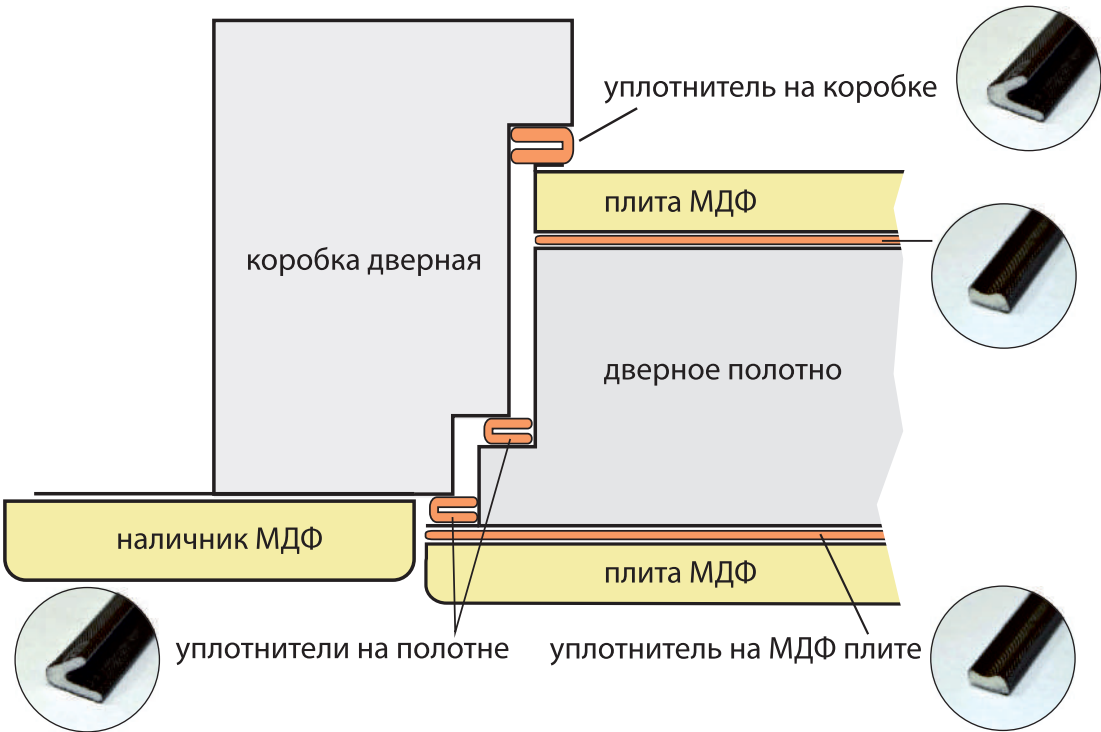 уплотнитель на коробке
плита МДФ
коробка дверная
дверное полотно
наличник МДФ
плита МДФ
уплотнители на полотне
уплотнитель на МДФ плите